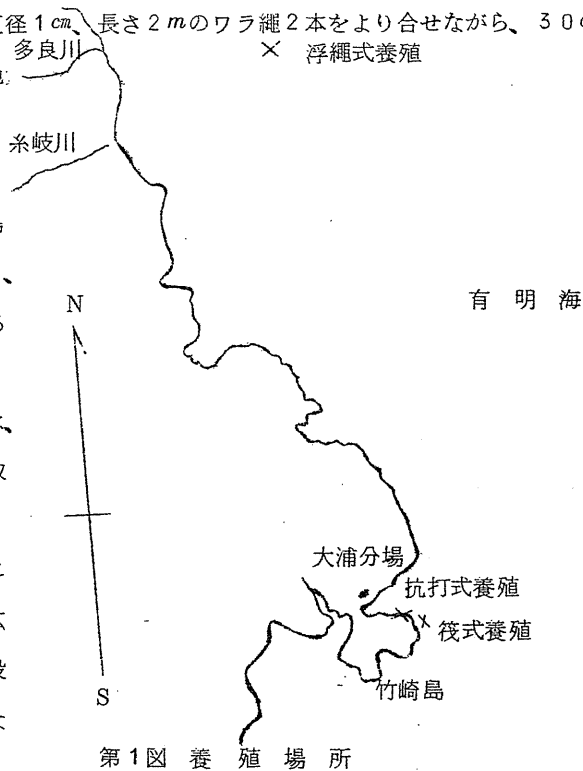 径1㎝、長さ2mのワラ縄2本をより合せながら、30
多良川
× 浮縄式養殖
糸岐川
有明海
N
大浦分場
抗打式養殖
筏式養殖
竹崎島
S
第1図 養殖場所